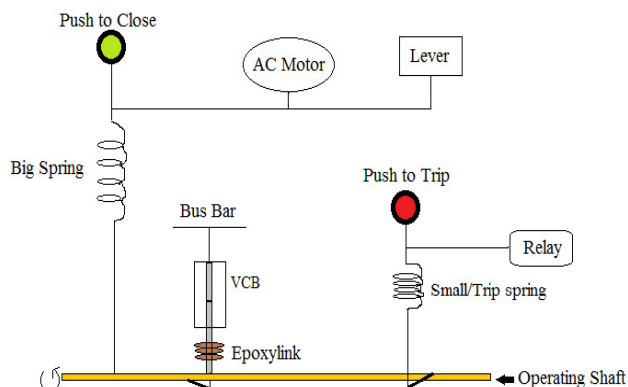 Push to Close
AC Motor
Lever
Big Spring
Push to Trip
Bus Bar
Relay
VCB
Small/Trip spring
Epoxylink
Operating Shaft